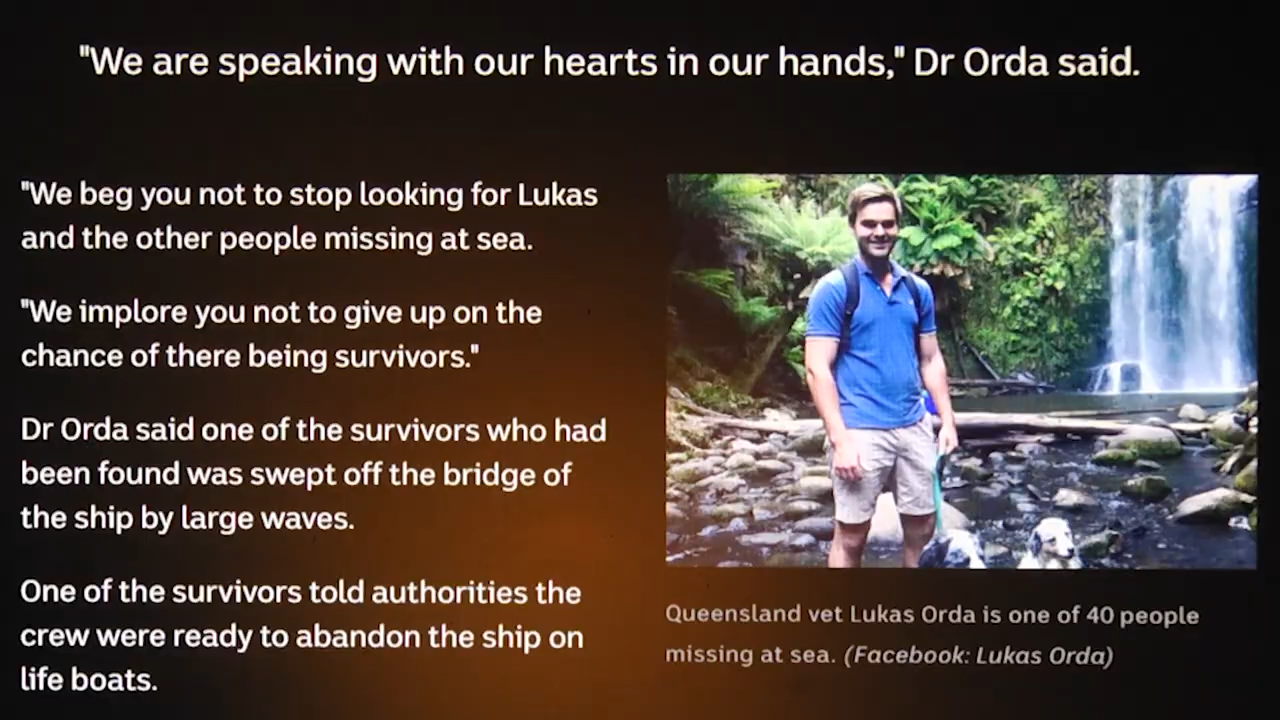 "We are speaking with our hearts in our hands," Dr Orda said.
"We beg you not to stop looking for Lukas
and the other people missing at sea.
"We implore you not to give up on the
chance of there being survivors."
Dr Orda said one of the survivors who had
been found was swept off the bridge of
the ship by large waves.
One of the survivors told authorities the
crew were ready to abandon the ship on
life boats.
Queensland vet Lukas Orda is one of 40 people
missing at sea. (Facebook: Lukas Orda)